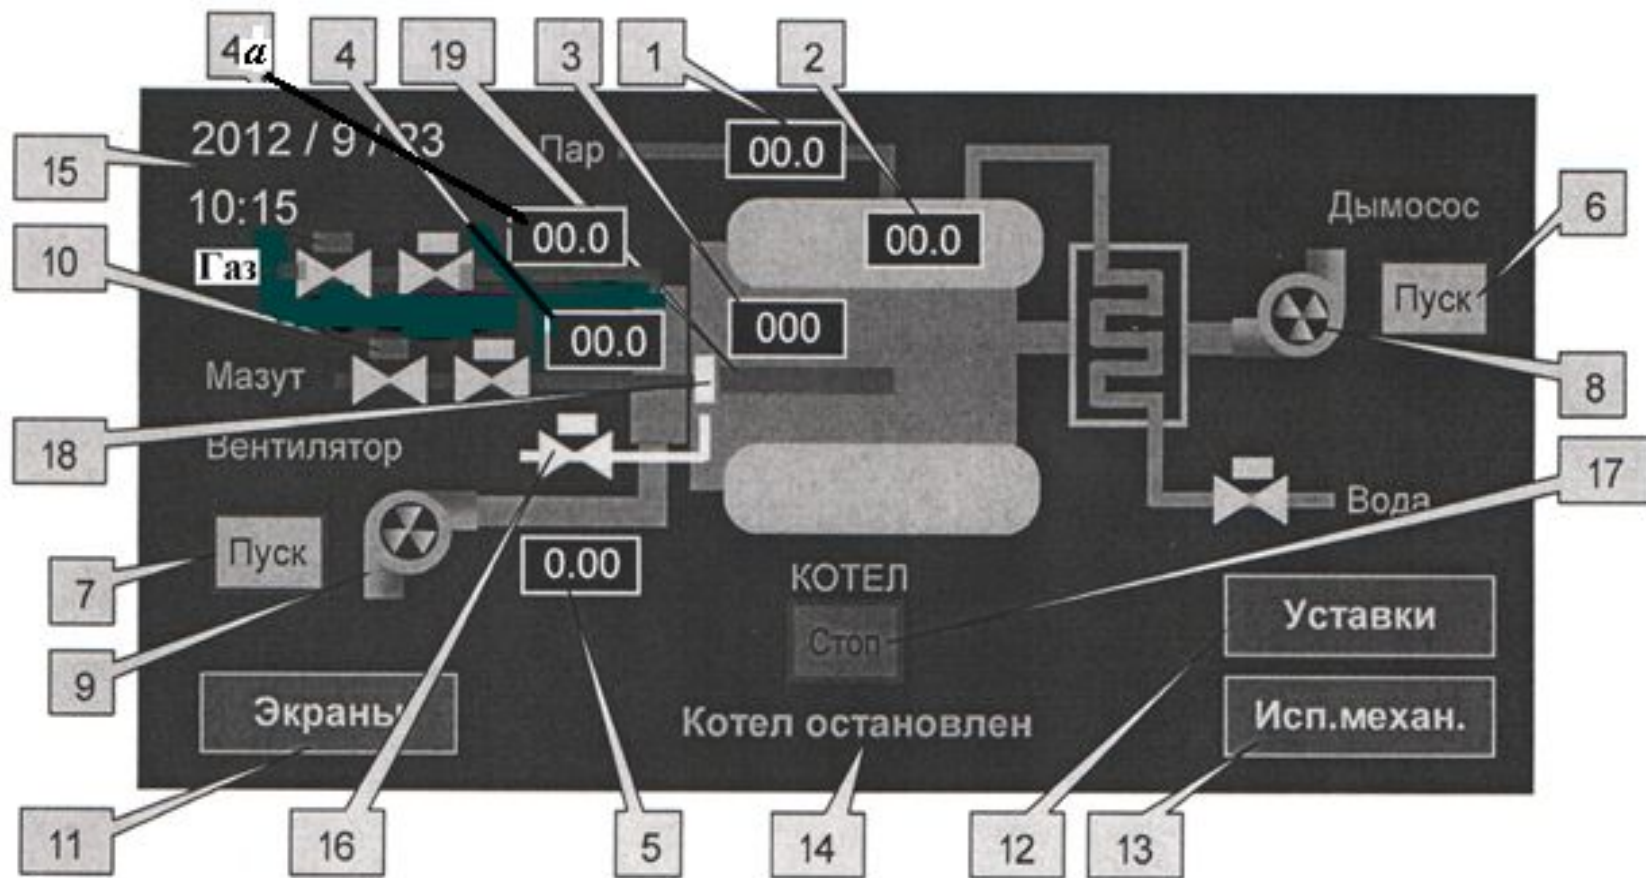 4a
4
19
3
1
2
15
2012 / 9 / 23
Пар
00.0
Дымосос
6
10:15
00.0
00.0
10
Газ
000
Пуск
00.0
Мазут
8
18
Вентилятор
17
Вода
7
Пуск
0.00
КОТЕЛ
Уставки
Стоп
9
Экраны
Котел остановлен
Исп.механ.
11
16
5
14
12
13